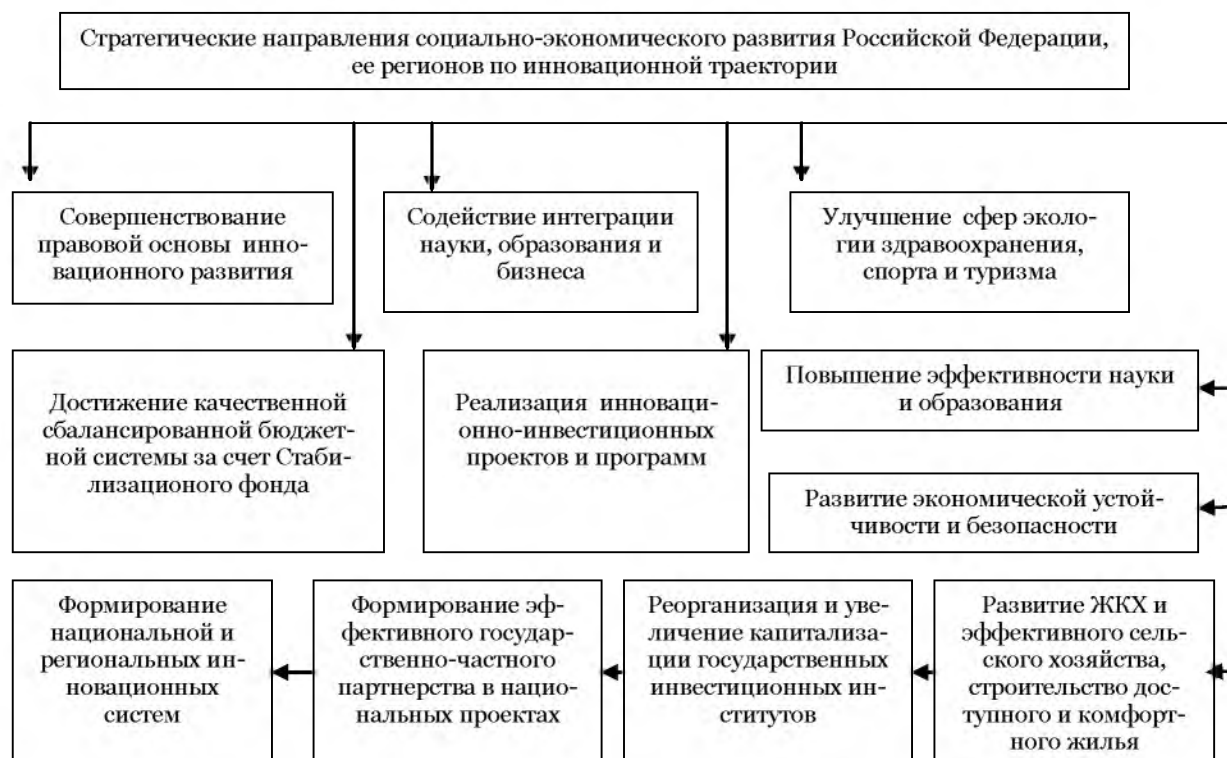 Стратегические направления социально-экономического развития Российской Федерации,
ее регионов по инновационной траектории
Совершенствование
правовой основы инно-
вационного развития
Содействие интеграции
науки, образования и
бизнеса
Улучшение сфер эколо-
гии здравоохранения,
спорта и туризма
Достижение качественной
сбалансированной бюджет-
ной системы за счет Стаби-
лизационого фонда
Реализация инноваци-
онно-инвестиционных
проектов и программ
Повышение эффективности науки
и образования
Развитие экономической устой-
чивости и безопасности
Формирование
национальной и
региональных ин-
новационных
систем
Формирование эф-
фективного государ-
ственно-частного
партнерства в нацио-
нальных проектах
Реорганизация и уве-
личение капитализа-
ции государственных
инвестиционных ин-
ститутов
Развитие ЖКХ и
эффективного сель-
ского хозяйства,
строительство дос-
тупного и комфорт-
ного жилья